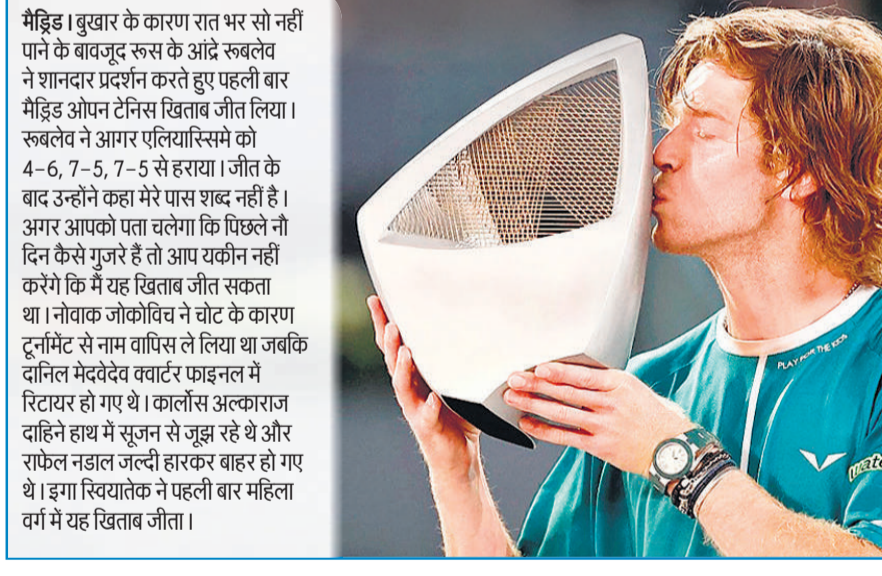 मैड्रिड। बुखार के कारण रात भर सो नहीं
पाने के बावजूद रूस के आंद्रे रूबलेव
ने शानदार प्रदर्शन करते हुए पहली बार
मैड्रिड ओपन टेनिस खिताब जीत लिया।
रूबलेव ने आगर एलियास्सिमे को
4-6, 7-5, 7-5 से हराया। जीत के
बाद उन्होंने कहा मेरे पास शब्द नहीं है।
अगर आपको पता चलेगा कि पिछले नौ
दिन कैसे गुजरे हैं तो आप यकीन नहीं
करेंगे कि मैं यह खिताब जीत सकता
था। नोवाक जोकोविच ने चोट के कारण
टूर्नामेंट से नाम वापिस ले लिया था जबकि
दानिल मेदवेदेव क्वार्टर फाइनल में
रिटायर हो गए थे। कार्लोस अल्काराज
दाहिने हाथ में सूजन से जूझ रहे थे और
राफेल नडाल जल्दी हारकर बाहर हो गए
थे। इगा स्वियातेक ने पहली बार महिला
वर्ग में यह खिताब जीता।
PLAY FOR THE KIDS